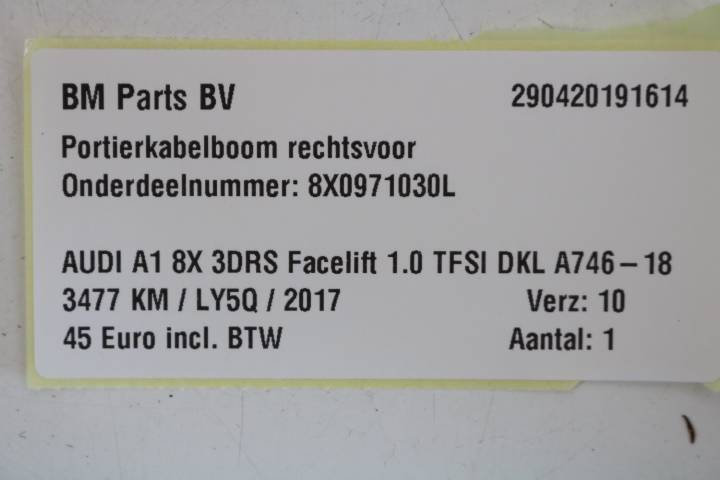 BM Parts BV 290420191614
Portierkabelboom rechtsvoor
Onderdeelnummer: 8X0971030L
AUDI A1 8X 3DRS Facelift 1.0 TFSI DKL A746-18
3477 KM / LY5Q / 2017 Verz: 10
45 Euro incl. BTW Aantal: 1